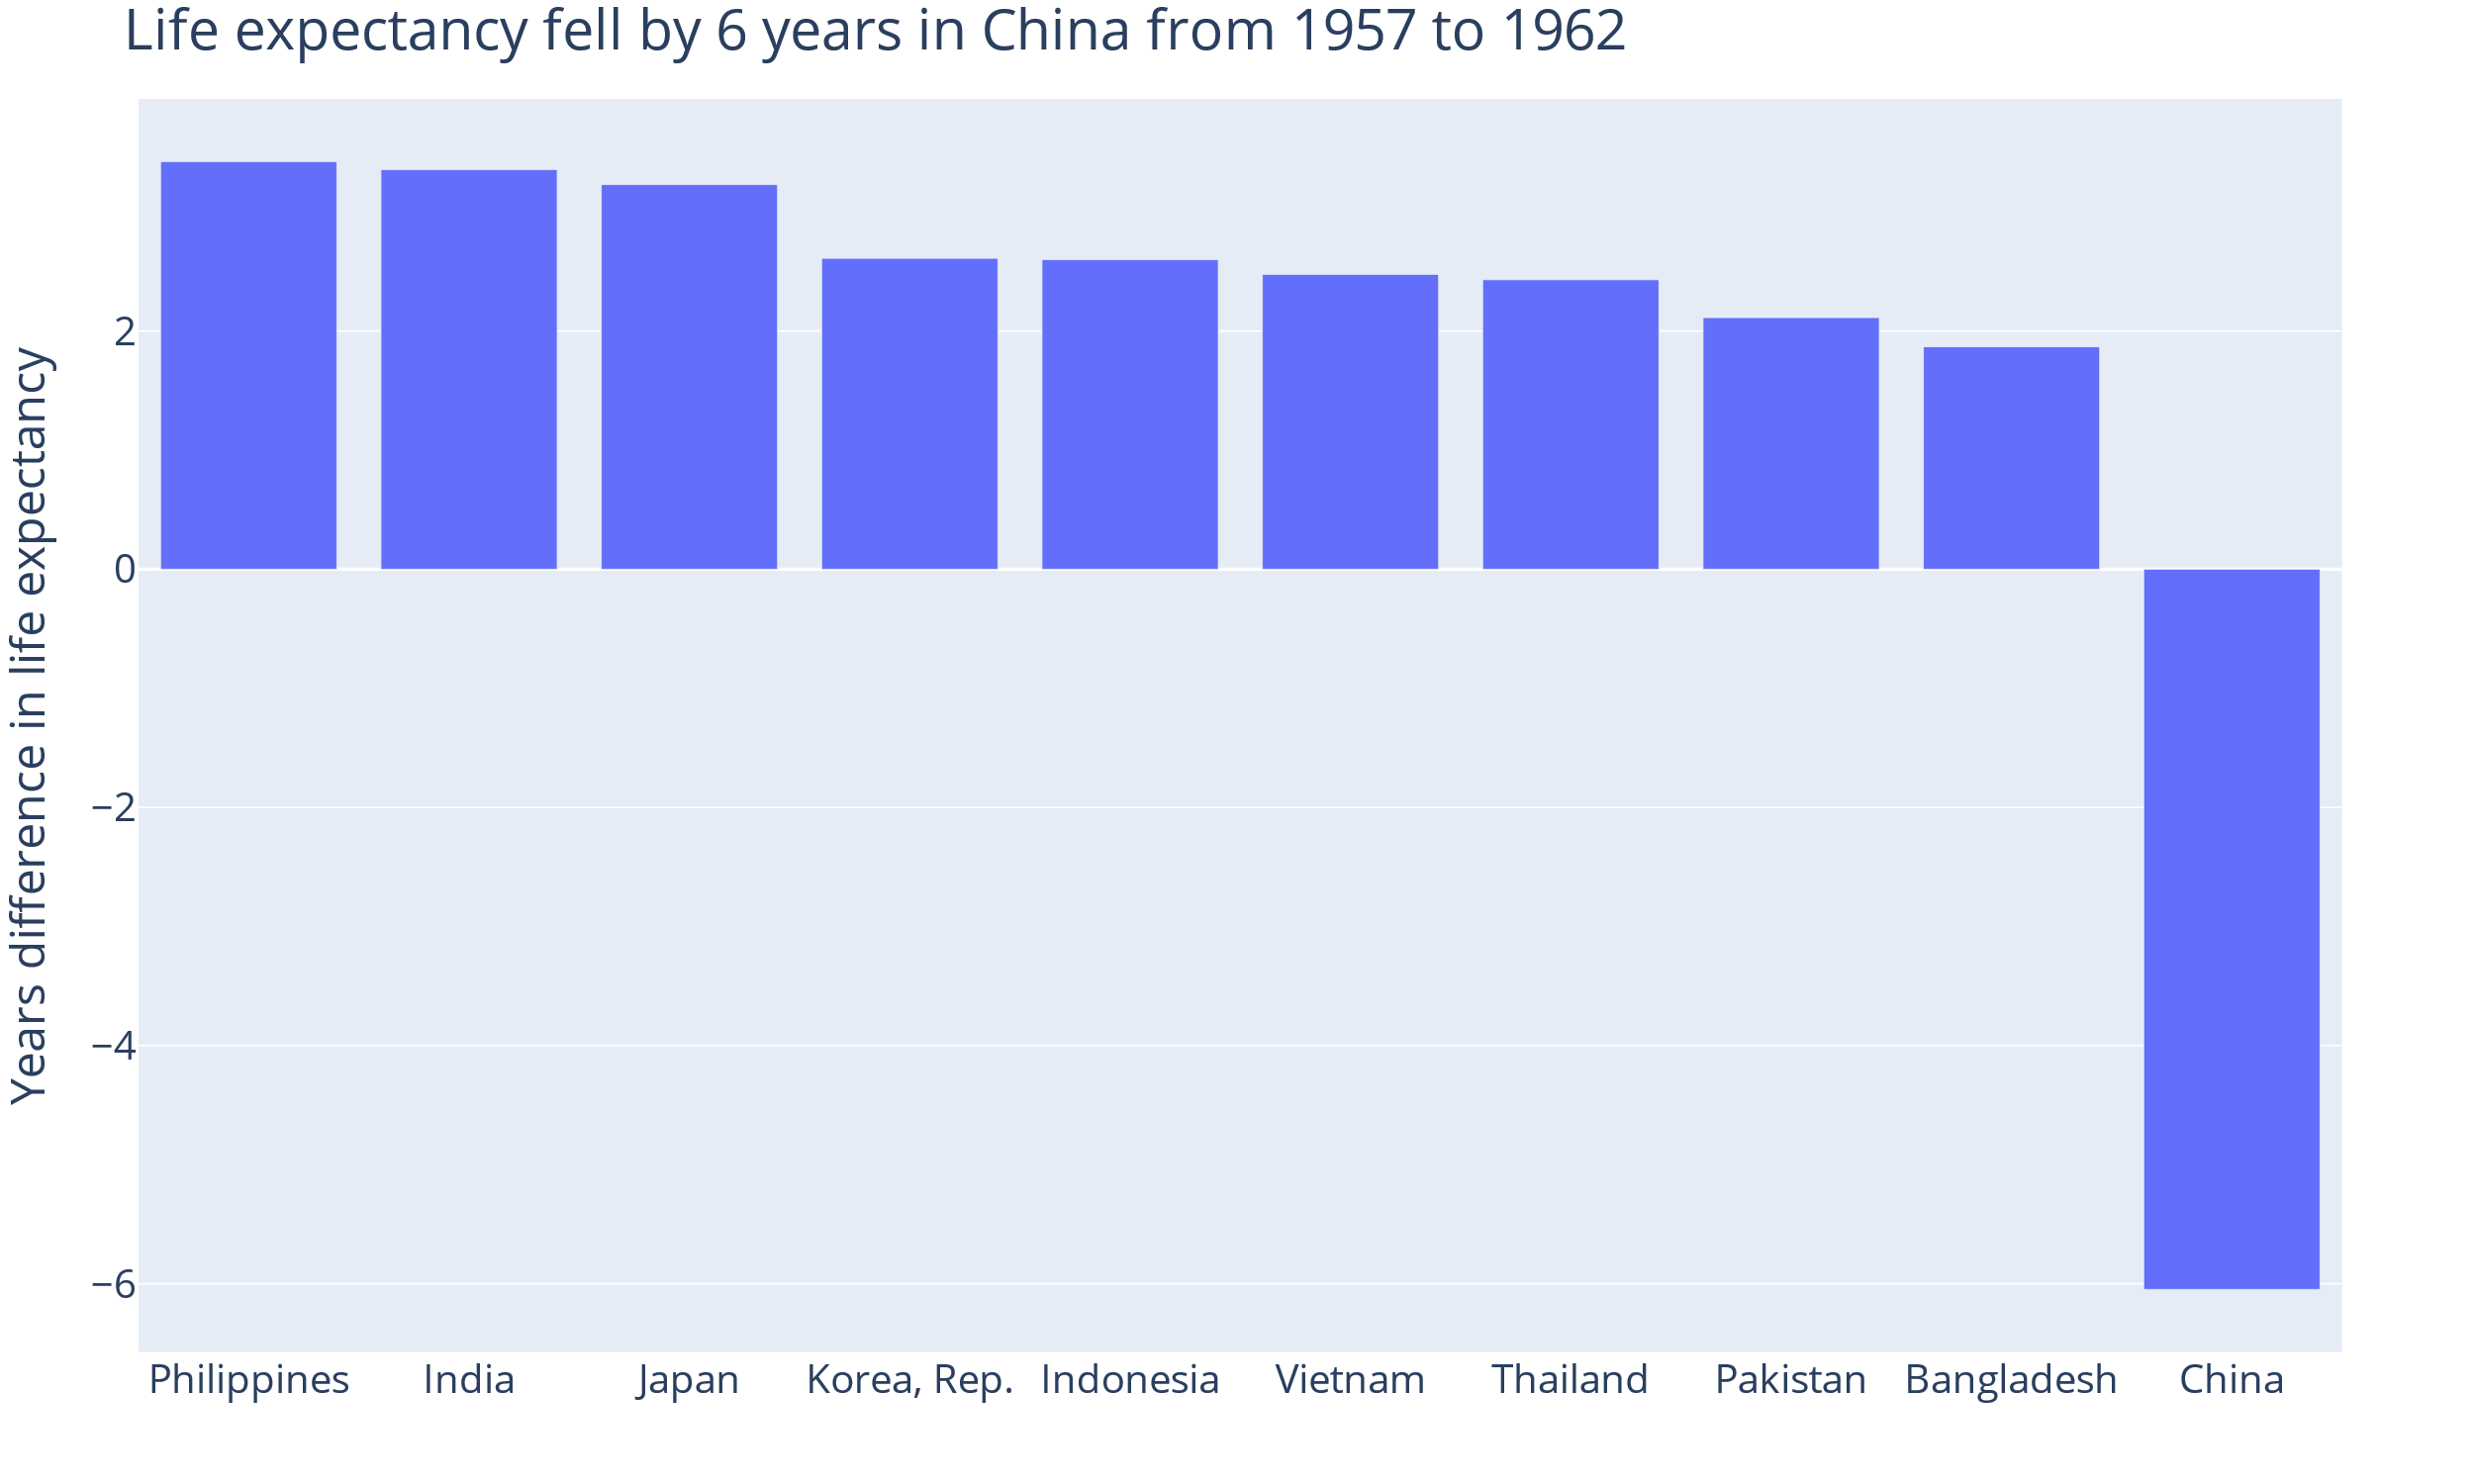 Life expectancy fell by 6 years in China from 1957 to 1962
Years difference in life expectancy
2
0
−2
−4
−6
Philippines India Japan Korea, Rep. Indonesia Vietnam Thailand Pakistan Bangladesh China